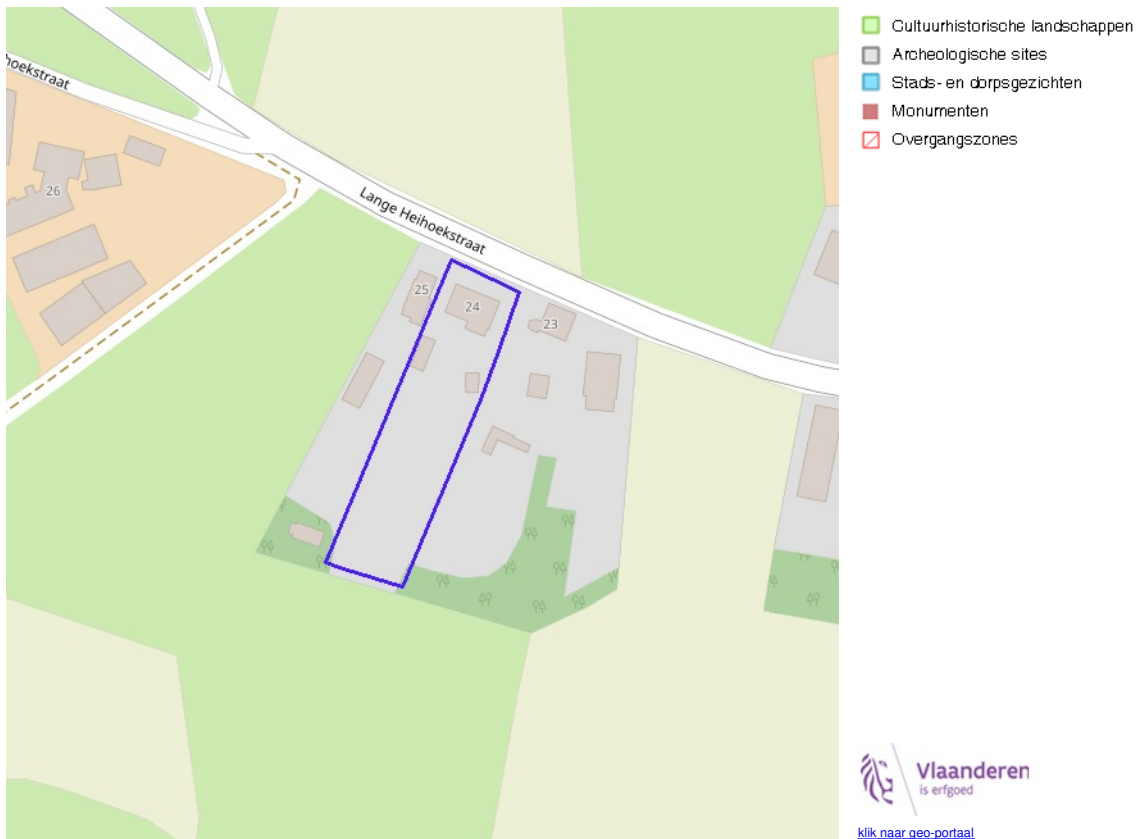 hoekstraat
26
Lange Heihoekstraat
25
24
23
Cultuurhistorische landschappen
Archeologische sites
Stads- en dorpsgezichten
Monumenten
Overgangszones
Vlaanderen
is erfgoed
klik naar geo-portaal